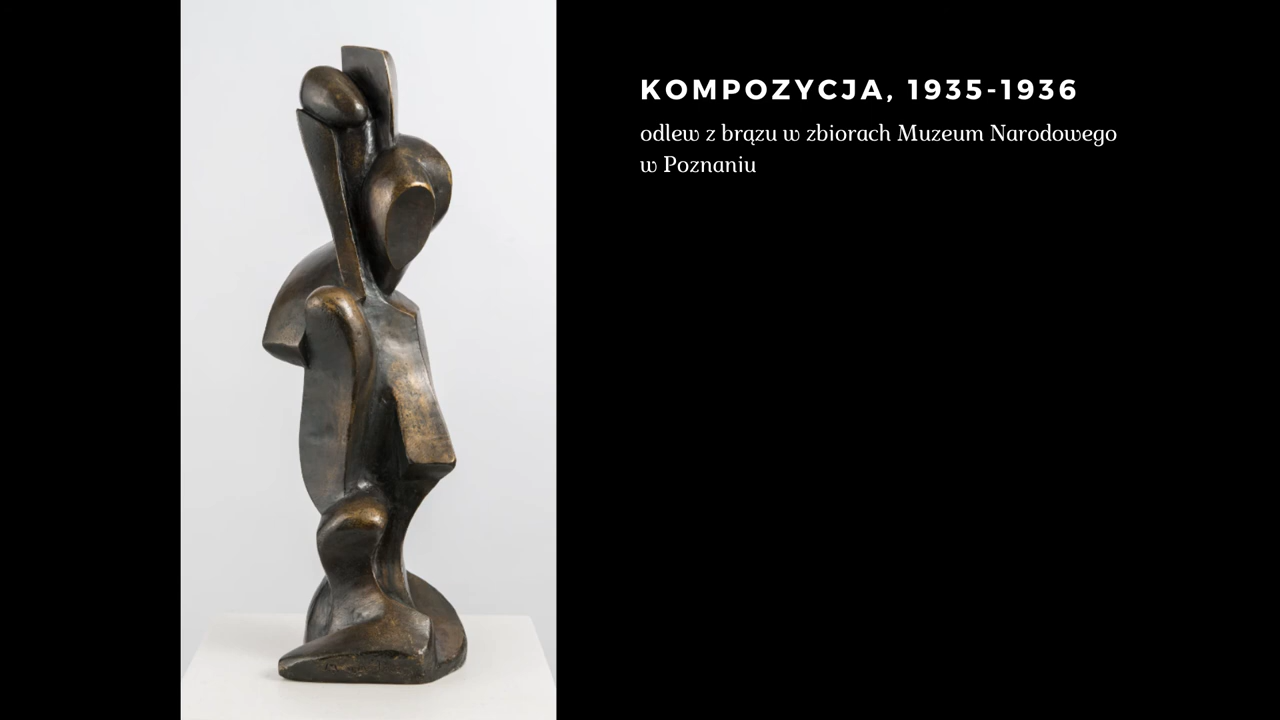 KOMPOZYCJA, 1935-1936
odlew z brązu w zbiorach Muzeum Narodowego
w Poznaniu